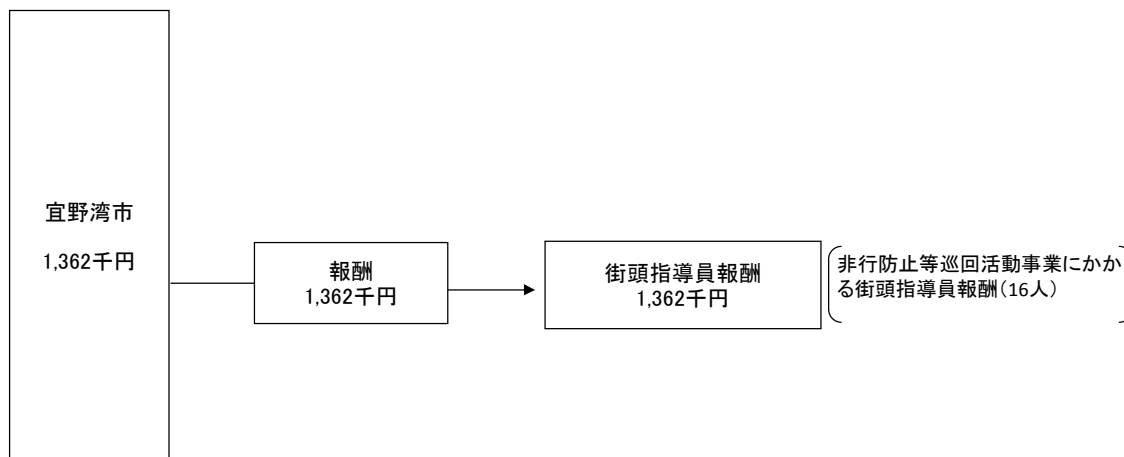 宜野湾市
1,362千円
報酬
1,362千円
街頭指導員報酬
1,362千円
非行防止等巡回活動事業にかか
る街頭指導員報酬(16人)